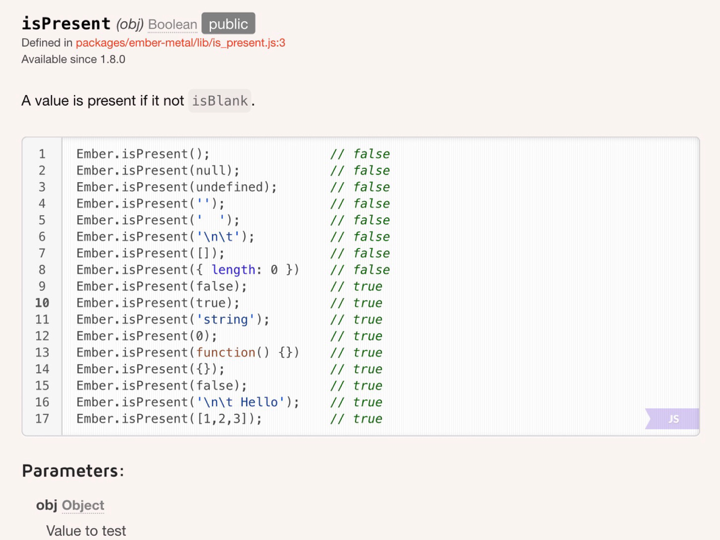 isPresent (obj) Boolean public
Defined in packages/ember-metal/lib/is_present.js:3
Available since 1.8.0
A value is present if it not isBlank.
1 Ember.isPresent(); // false
2 Ember.isPresent(null); // false
3 Ember.isPresent(undefined); // false
4 Ember.isPresent(''); // false
5 Ember.isPresent('  '); // false
6 Ember.isPresent('\n\t'); // false
7 Ember.isPresent([]); // false
8 Ember.isPresent({ length: 0 }) // false
9 Ember.isPresent(false); // true
10 Ember.isPresent(true); // true
11 Ember.isPresent('string'); // true
12 Ember.isPresent(0); // true
13 Ember.isPresent(function() {}) // true
14 Ember.isPresent({}); // true
15 Ember.isPresent(false); // true
16 Ember.isPresent('\n\t Hello'); // true
17 Ember.isPresent([1,2,3]); // true
JS
Parameters:
obj Object
Value to test